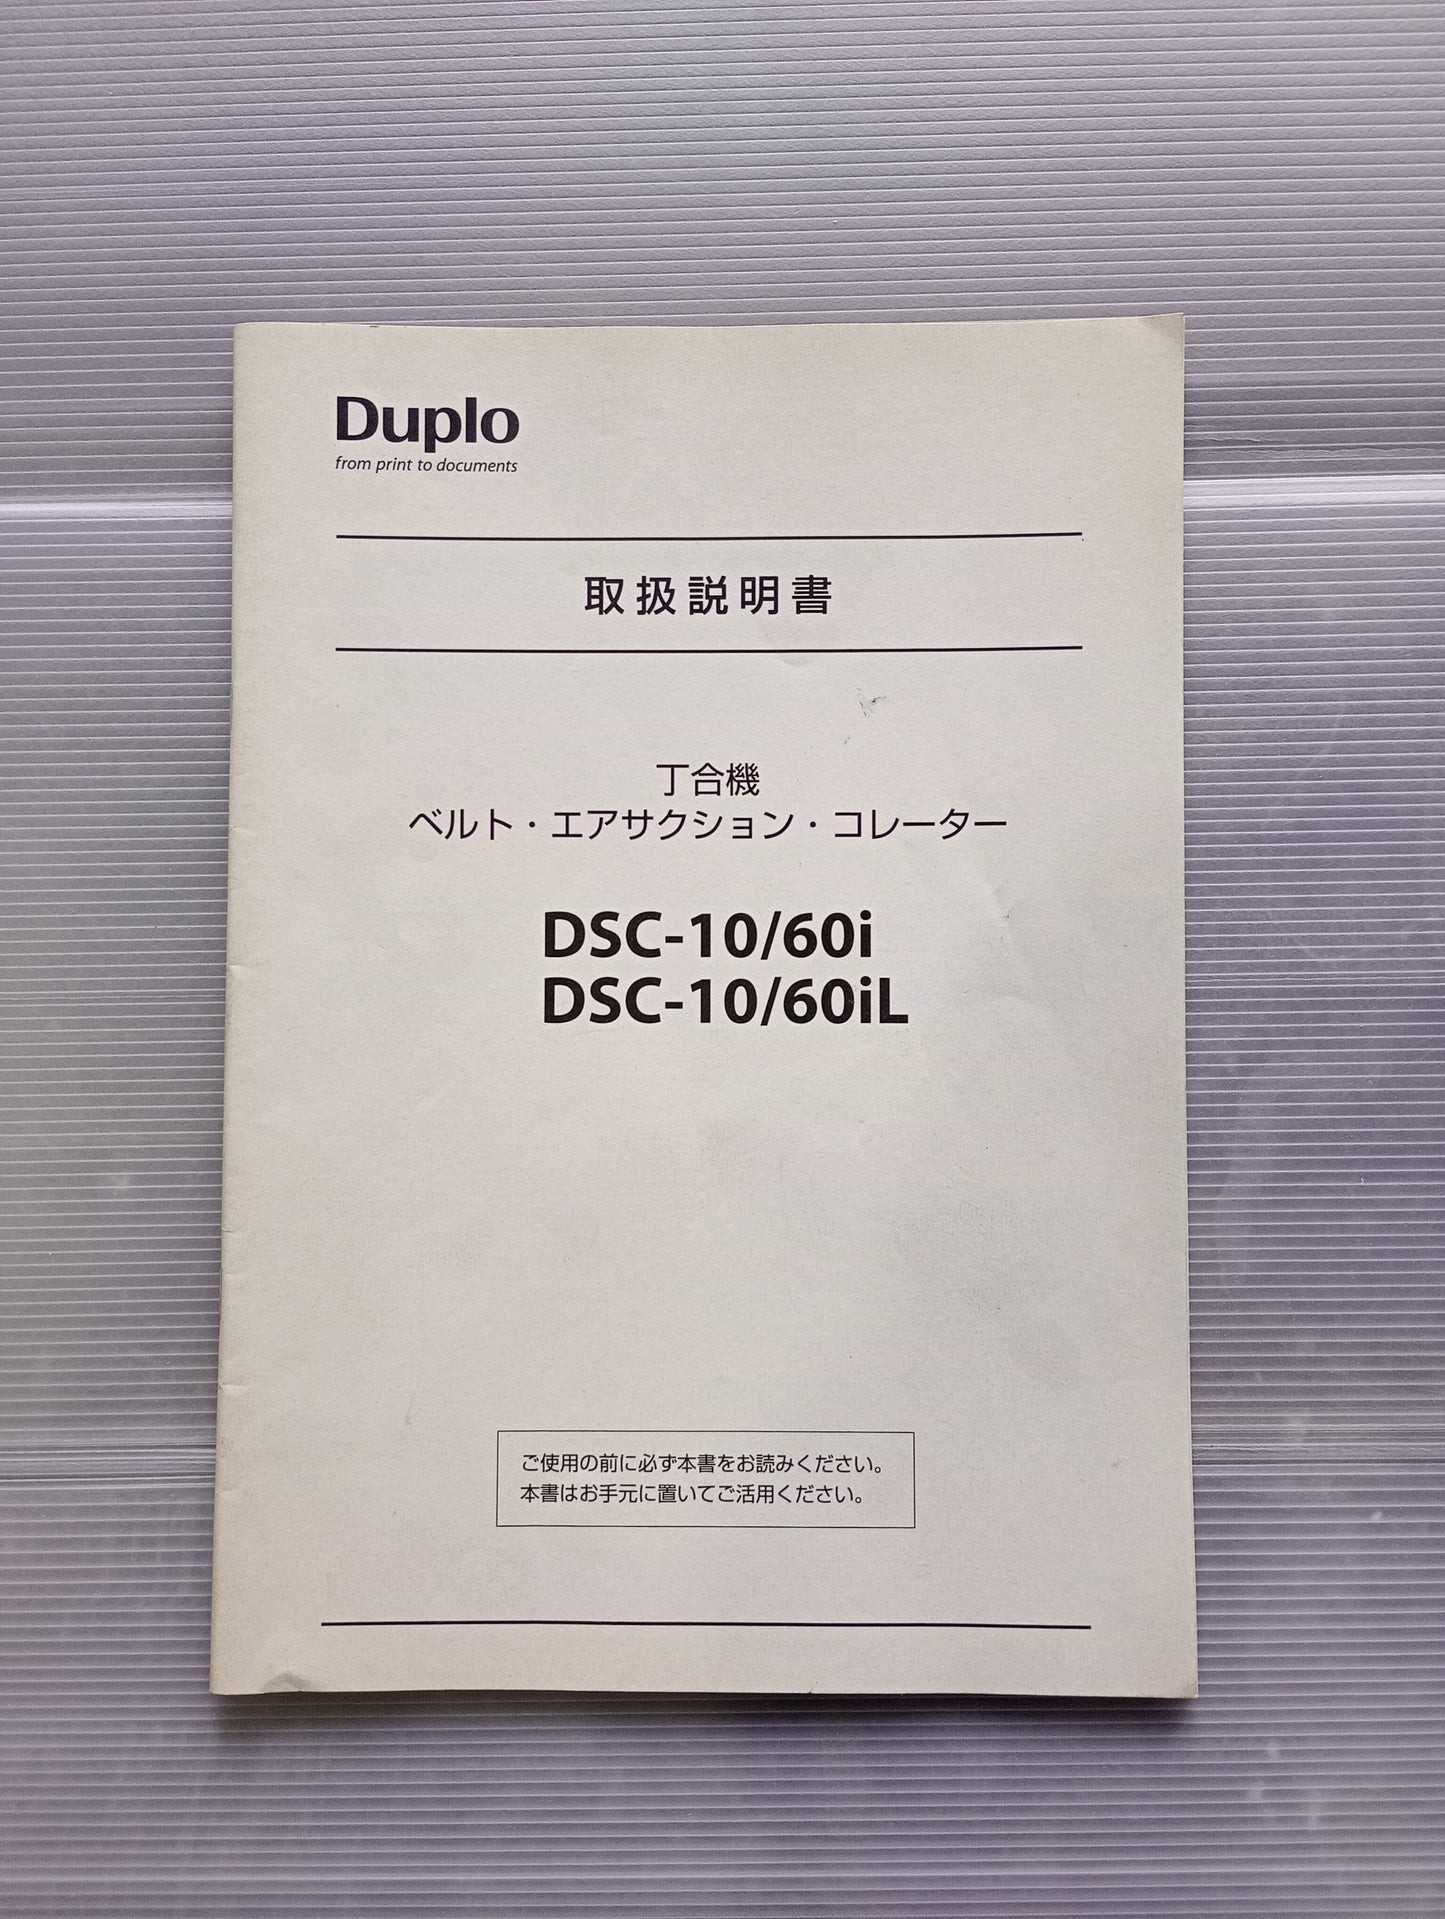 Duplo
from print to documents
取扱説明書
丁合機
ベルト・エアサクション・コレーター
DSC-10/60i
DSC-10/60iL
ご使用の前に必ず本書をお読みください。
本書はお手元に置いてご活用ください。